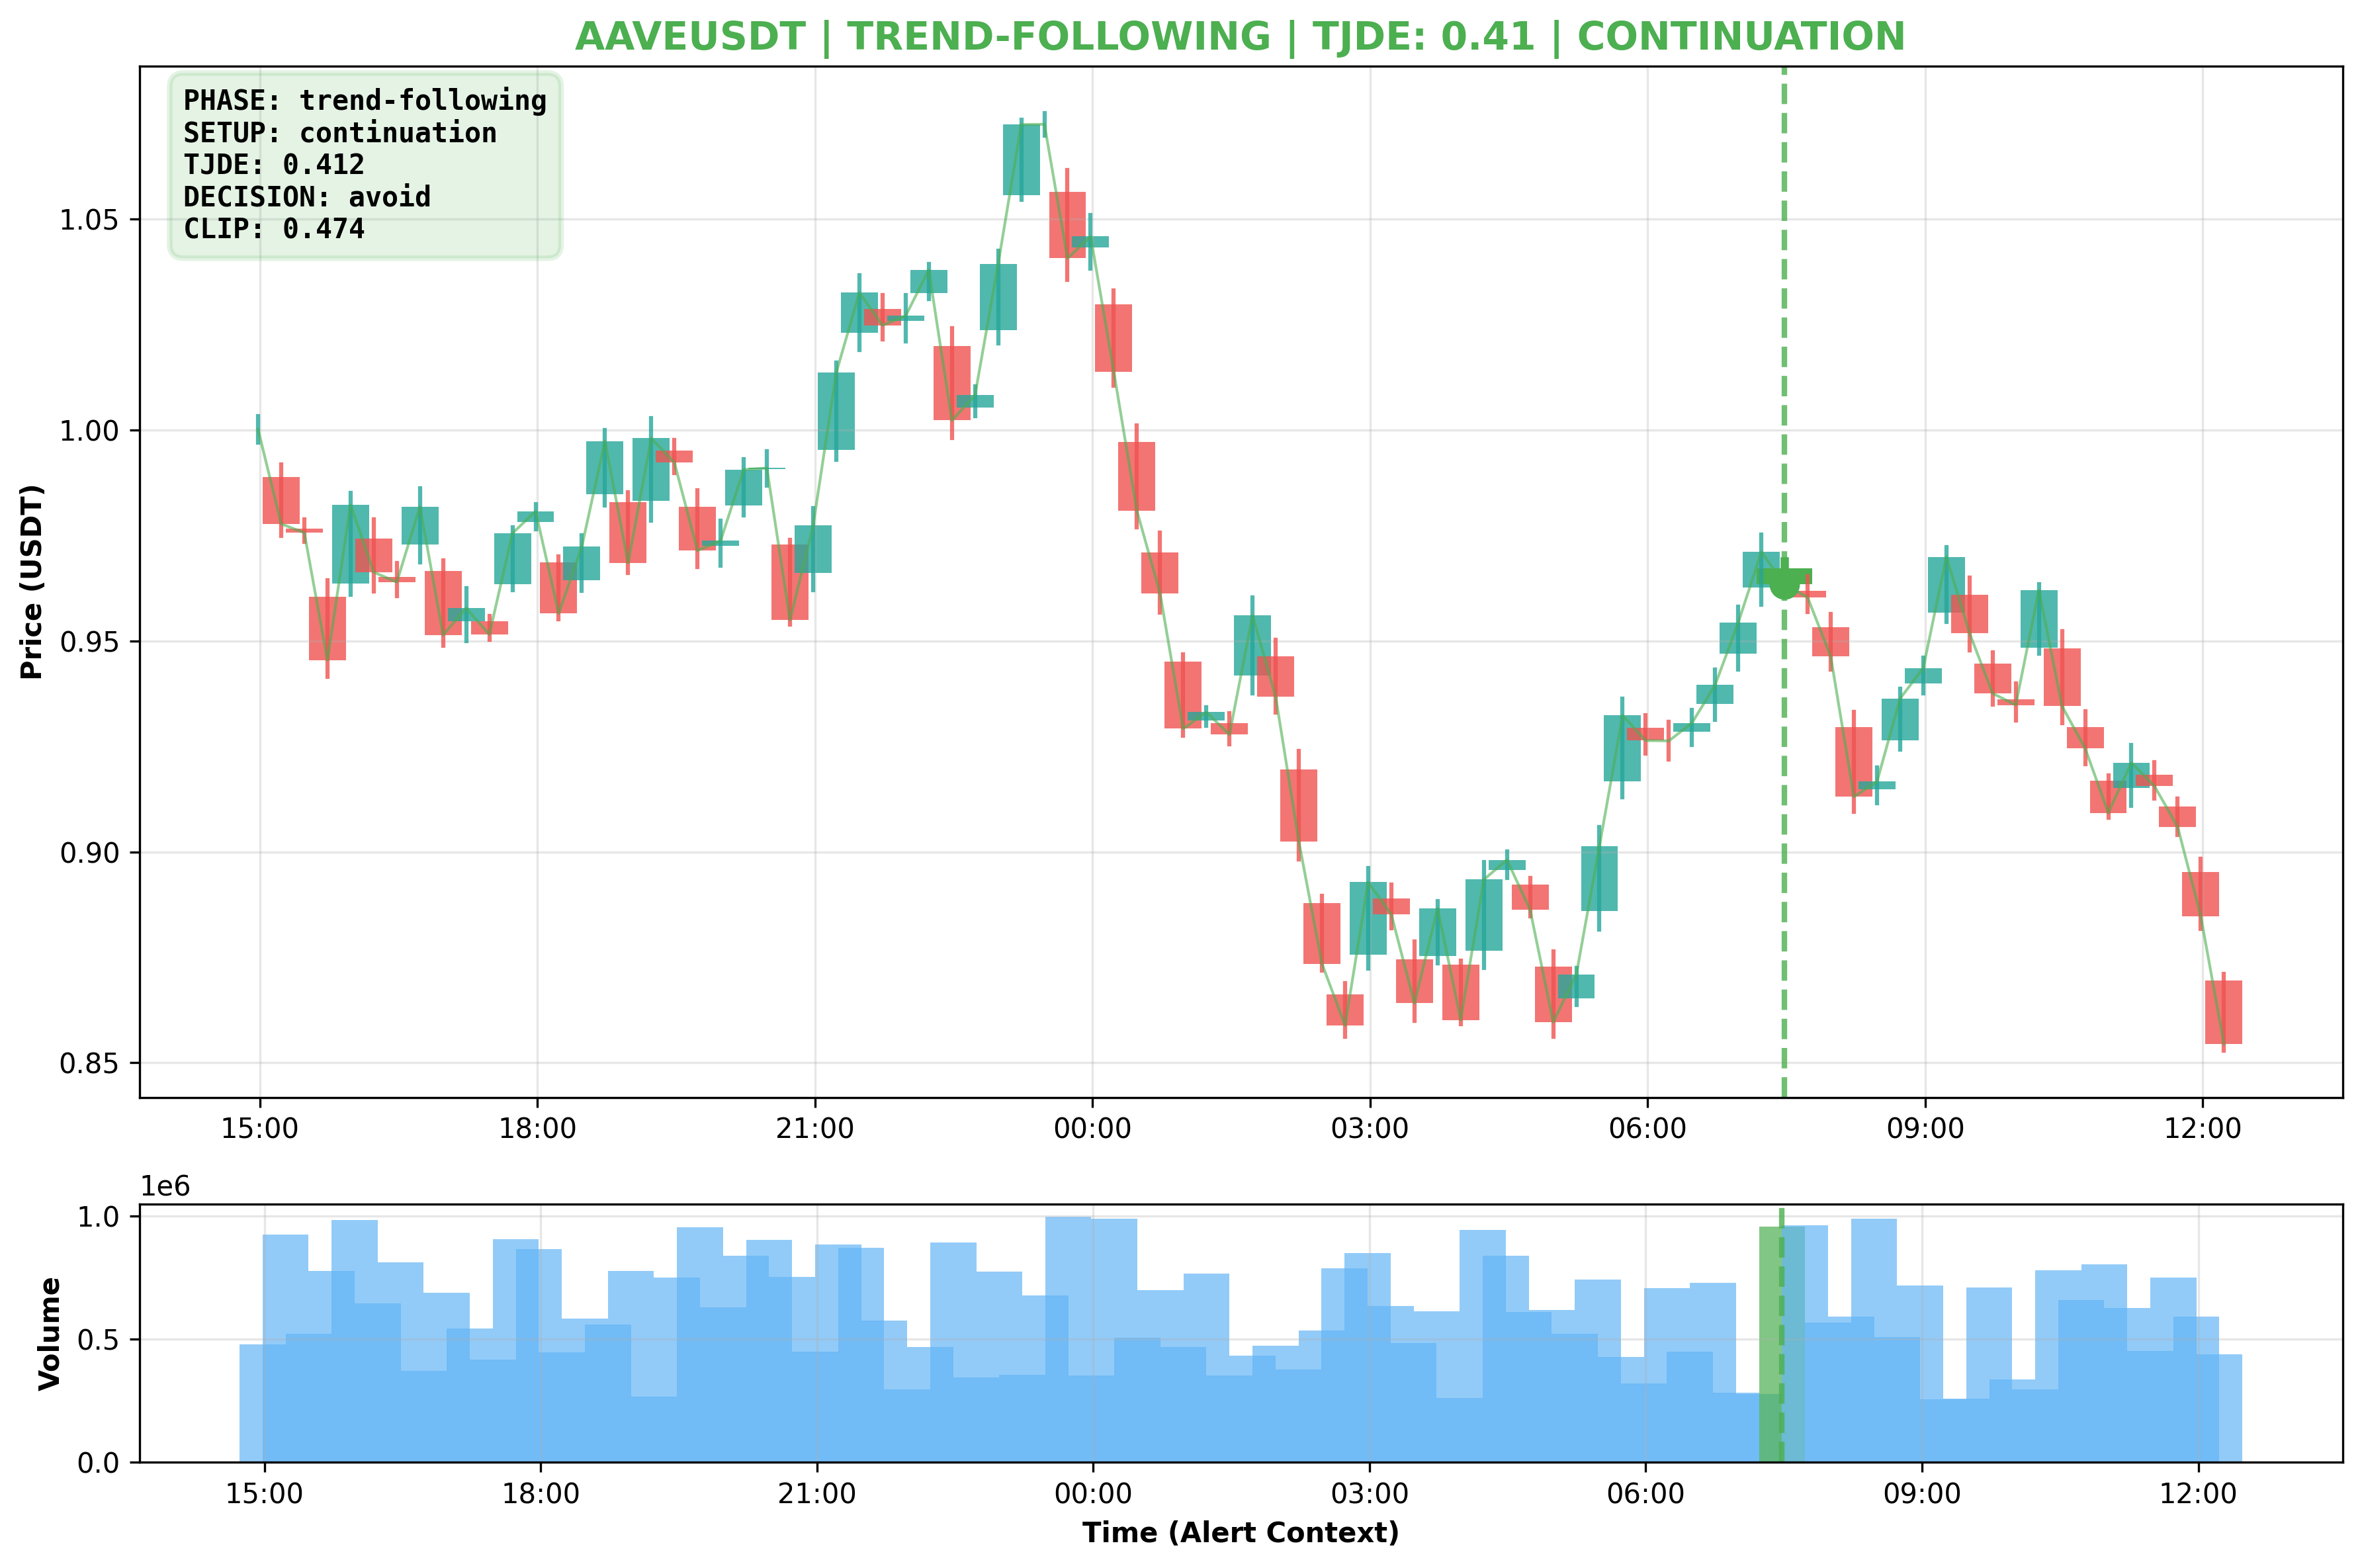 AAVEUSDT | TREND-FOLLOWING | TJDE: 0.41 | CONTINUATION
PHASE: trend-following
SETUP: continuation
TJDE: 0.412
DECISION: avoid
CLIP: 0.474
Price (USDT)
1.05
1.00
0.95
0.90
0.85
15:00 18:00 21:00 00:00 03:00 06:00 09:00 12:00
1e6
Volume
1.0
0.5
0.0
15:00 18:00 21:00 00:00 03:00 06:00 09:00 12:00
Time (Alert Context)